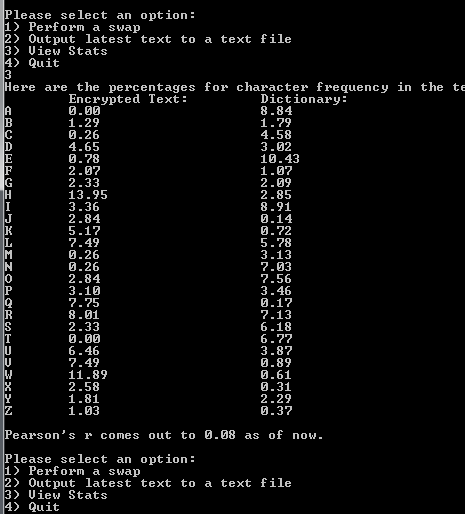 Please select an option:
1) Perform a swap
2) Output latest text to a text file
3) View Stats
4) Quit
3
Here are the percentages for character frequency in the te
Encrypted Text: Dictionary:
A 0.00 8.84
B 1.29 1.79
C 0.26 4.58
D 4.65 3.02
E 0.78 10.43
F 2.07 1.07
G 2.33 2.09
H 13.95 2.85
I 3.36 8.91
J 2.84 0.14
K 5.17 0.72
L 7.49 5.78
M 0.26 3.13
N 0.26 7.03
O 2.84 7.56
P 3.10 3.46
Q 7.75 0.17
R 8.01 7.13
S 2.33 6.18
T 0.00 6.77
U 6.46 3.87
V 7.49 0.89
W 11.89 0.61
X 2.58 0.31
Y 1.81 2.29
Z 1.03 0.37
Pearson's r comes out to 0.08 as of now.
Please select an option:
1) Perform a swap
2) Output latest text to a text file
3) View Stats
4) Quit